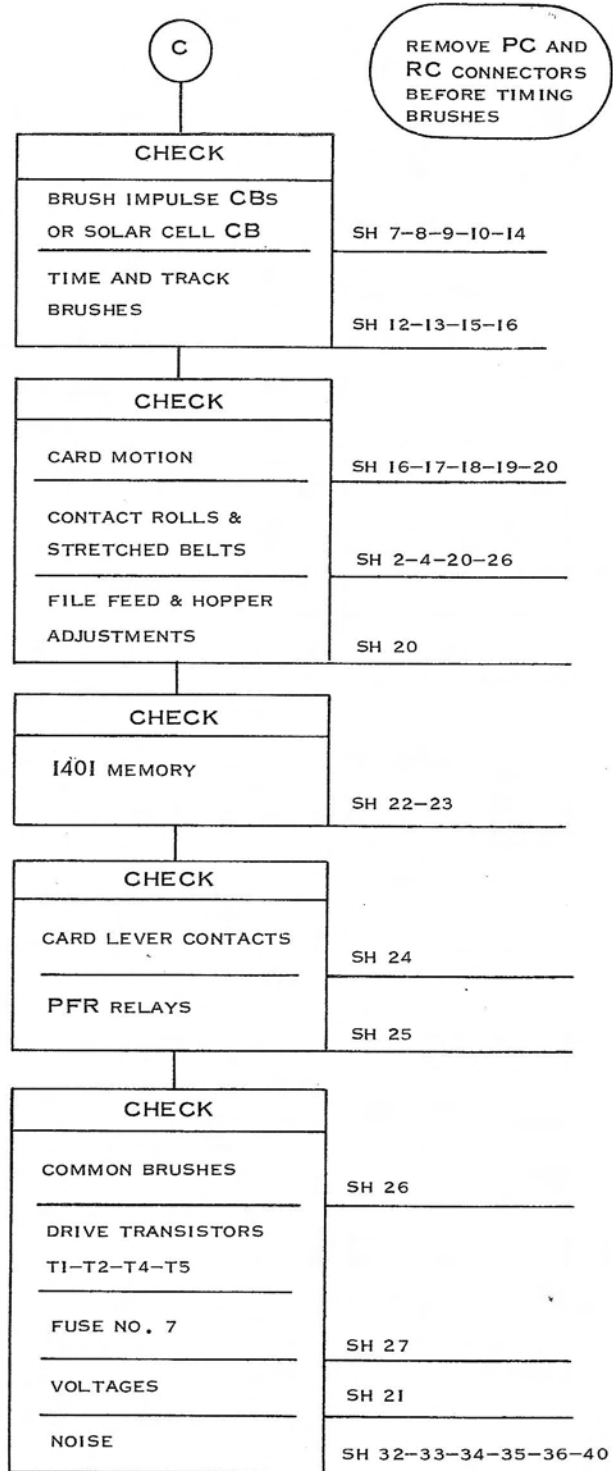 C
REMOVE PC AND
RC CONNECTORS
BEFORE TIMING
BRUSHES
CHECK
BRUSH IMPULSE CBs
OR SOLAR CELL CB
SH 7-8-9-10-14
TIME AND TRACK
BRUSHES
SH 12-13-15-16
CHECK
CARD MOTION
SH 16-17-18-19-20
CONTACT ROLLS &
STRETCHED BELTS
SH 2-4-20-26
FILE FEED & HOPPER
ADJUSTMENTS
SH 20
CHECK
1401 MEMORY
SH 22-23
CHECK
CARD LEVER CONTACTS
SH 24
PFR RELAYS
SH 25
CHECK
COMMON BRUSHES
SH 26
DRIVE TRANSISTORS
T1-T2-T4-T5
FUSE NO. 7
SH 27
VOLTAGES
SH 21
NOISE
SH 32-33-34-35-36-40